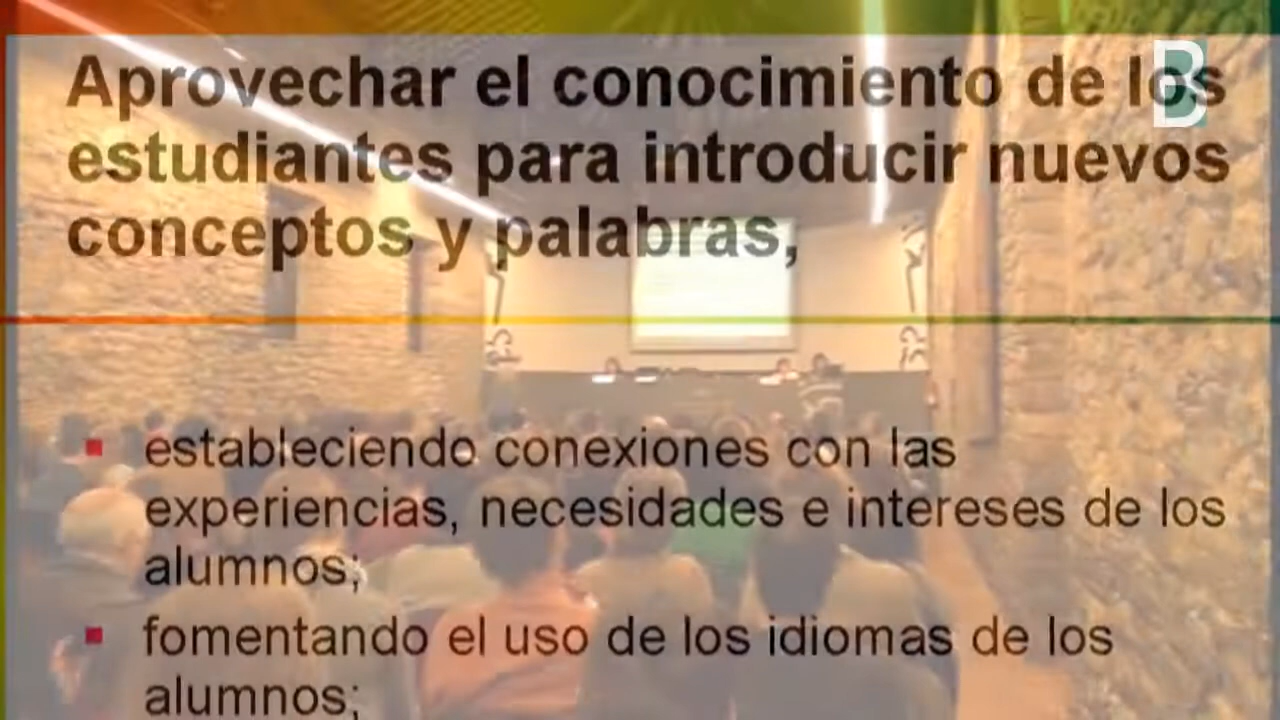 Aprovechar el conocimiento de los
estudiantes para introducir nuevos
conceptos y palabras,
B
estableciendo conexiones con las
experiencias, necesidades e intereses de los
alumnos;
fomentando el uso de los idiomas de los
alumnos;